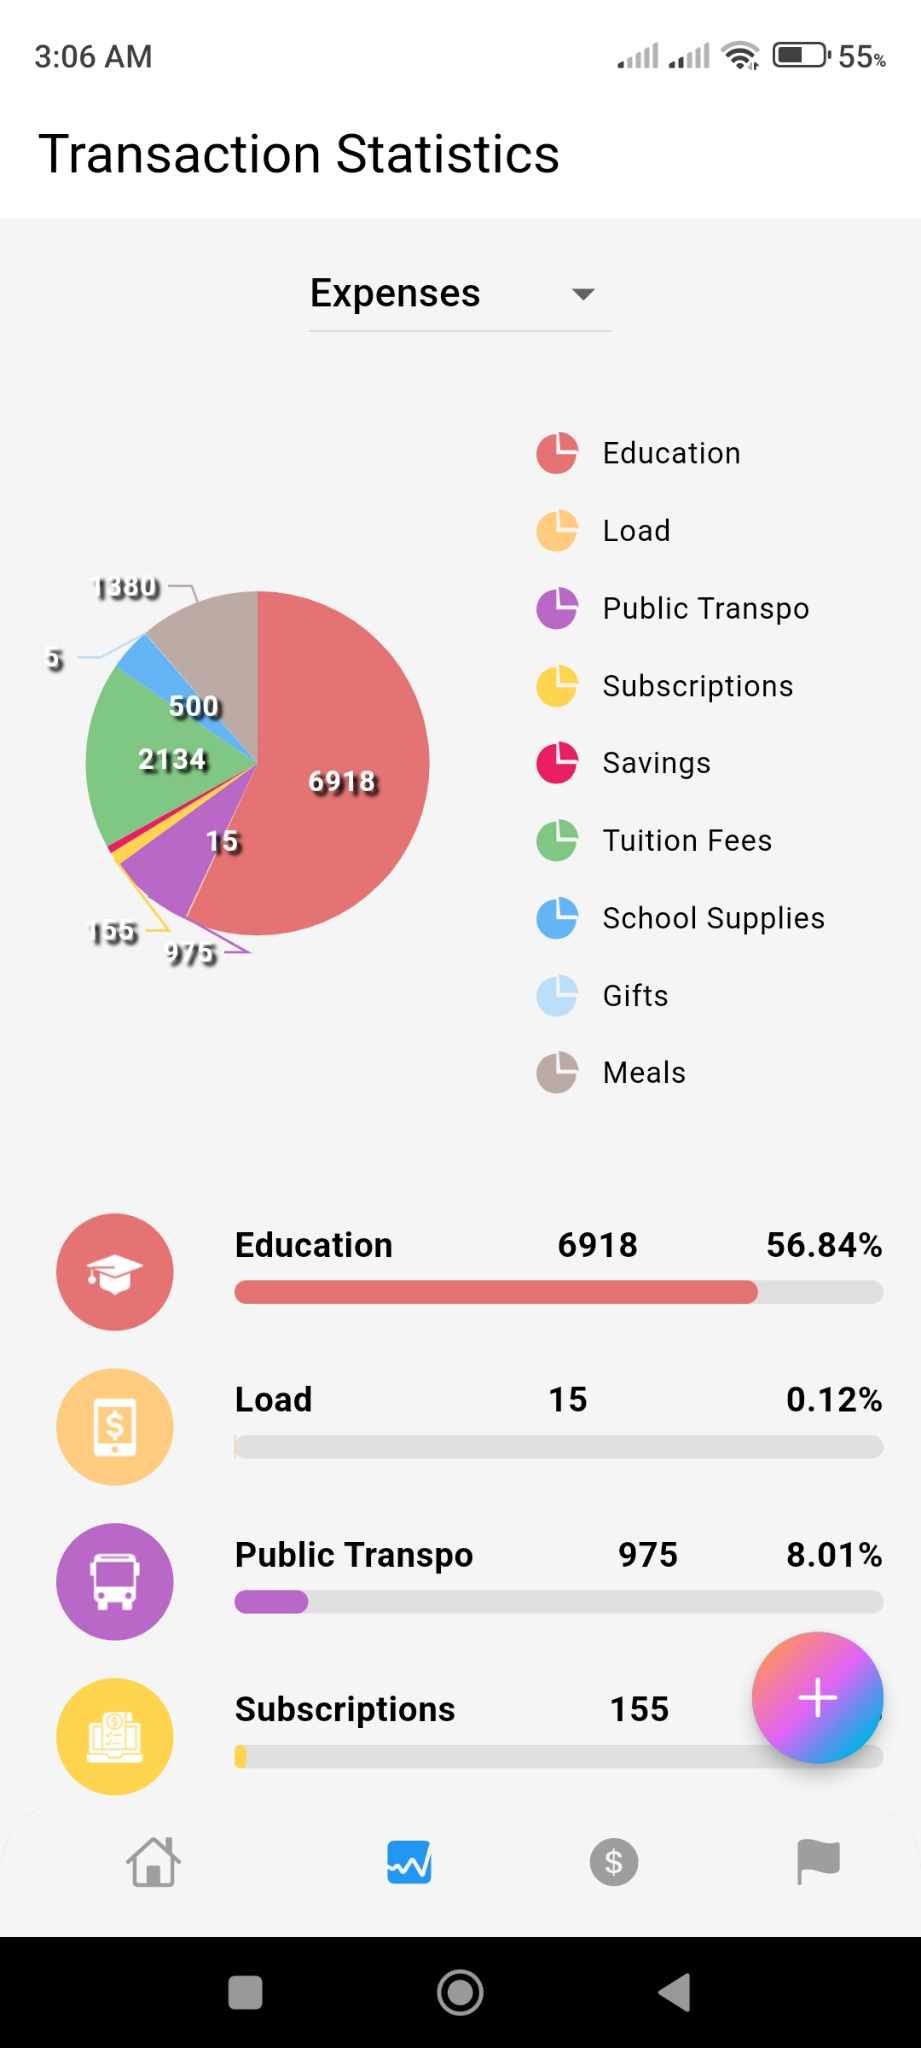 3:06 AM 55%
Transaction Statistics
Expenses
Education
Load
Public Transpo
Subscriptions
Savings
Tuition Fees
School Supplies
Gifts
Meals
1380
5
500
2134
6918
15
155
975
Education 6918 56.84%
Load 15 0.12%
Public Transpo 975 8.01%
Subscriptions 155